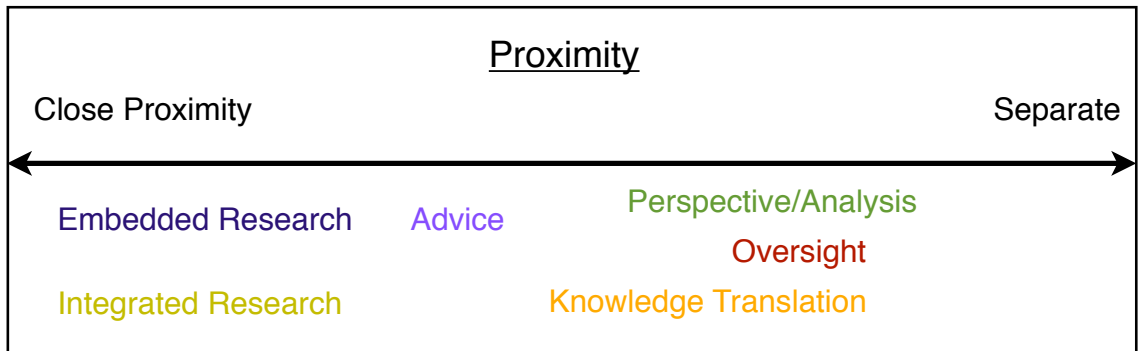 Proximity
Close Proximity
Separate
Perspective/Analysis
Embedded Research
Advice
Oversight
Integrated Research
Knowledge Translation